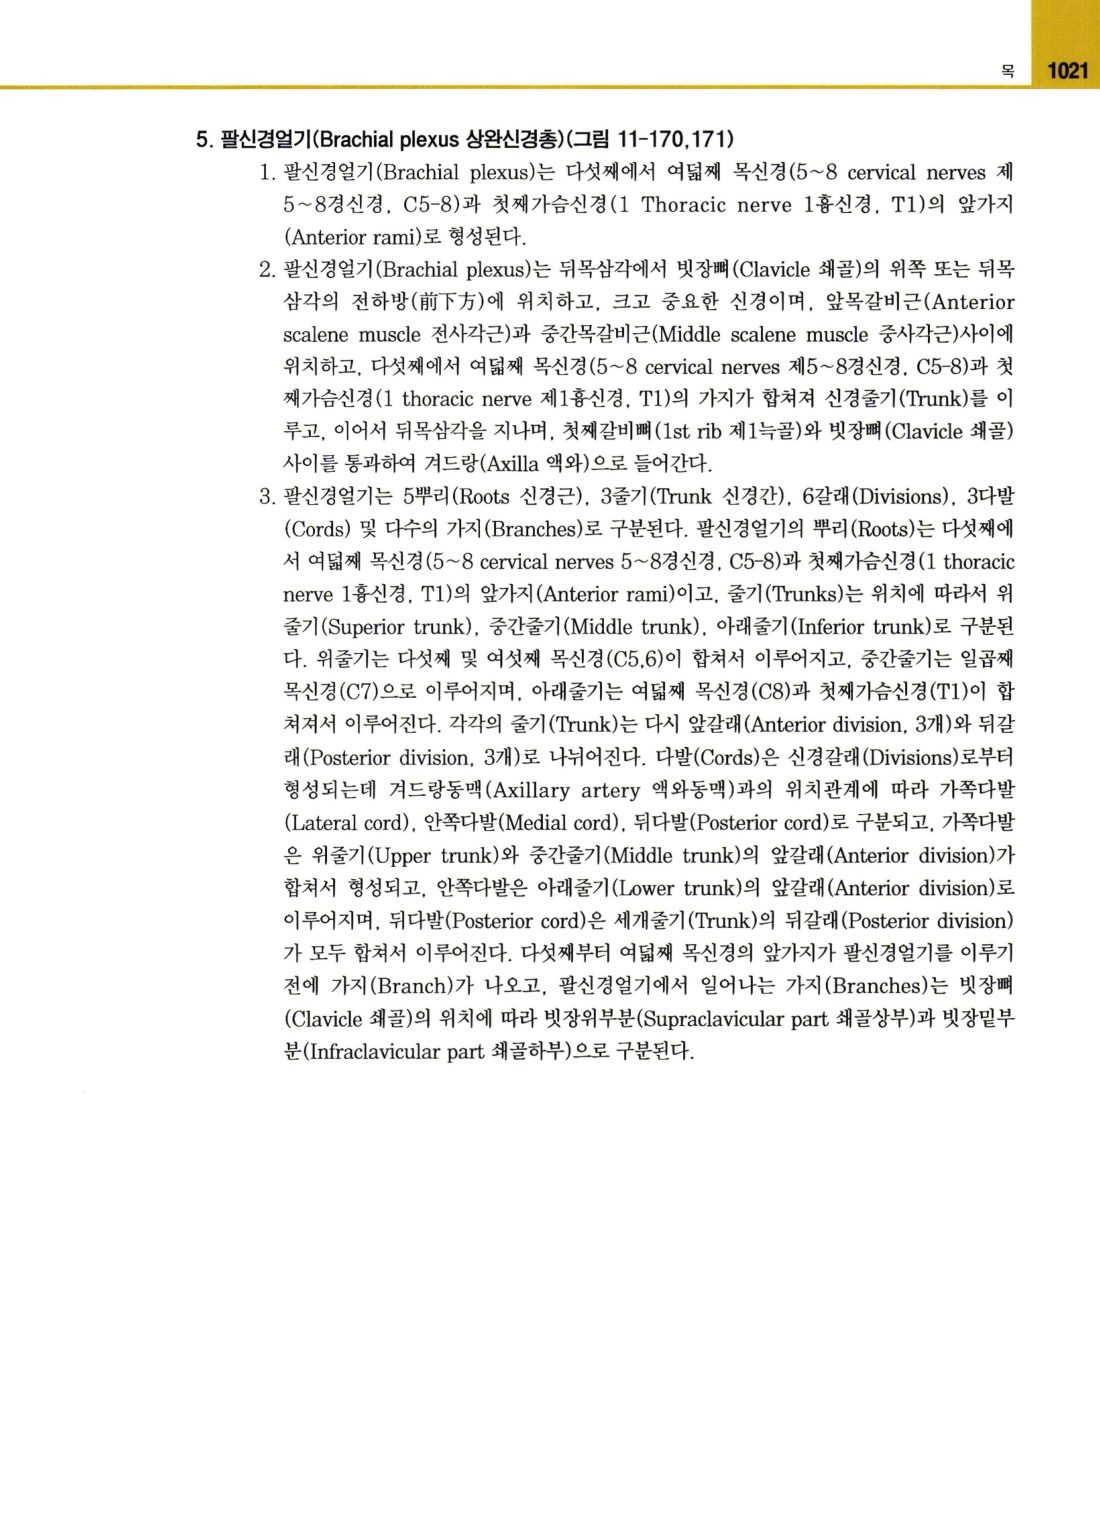 목 1021
5. 팔신경얼기(Brachial plexus 상완신경총)(그림 11-170,171)
1. 팔신경얼기(Brachial plexus)는 다섯째에서 여덟째 목신경(5~8 cervical nerves 제
5~8경신경, C5-8)과 첫째가슴신경(1 Thoracic nerve 1흉신경, T1)의 앞가지
(Anterior rami)로 형성된다.
2. 팔신경얼기(Brachial plexus)는 뒤목삼각에서 빗장뼈(Clavicle 쇄골)의 위쪽 또는 뒤목
삼각의 전하방(前下方)에 위치하고, 크고 중요한 신경이며, 앞목갈비근(Anterior
scalene muscle 전사각근)과 중간목갈비근(Middle scalene muscle 중사각근)사이에
위치하고, 다섯째에서 여덟째 목신경(5~8 cervical nerves 제5~8경신경, C5-8)과 첫
째가슴신경(1 thoracic nerve 제1흉신경, T1)의 가지가 합쳐져 신경줄기(Trunk)를 이
루고, 이어서 뒤목삼각을 지나며, 첫째갈비뼈(1st rib 제1늑골)와 빗장뼈(Clavicle 쇄골)
사이를 통과하여 겨드랑(Axilla 액와)으로 들어간다.
3. 팔신경얼기는 5뿌리(Roots 신경근), 3줄기(Trunk 신경간), 6갈래(Divisions), 3다발
(Cords) 및 다수의 가지(Branches)로 구분된다. 팔신경얼기의 뿌리(Roots)는 다섯째에
서 여덟째 목신경(5~8 cervical nerves 5~8경신경, C5-8)과 첫째가슴신경(1 thoracic
nerve 1흉신경, T1)의 앞가지(Anterior rami)이고, 줄기(Trunks)는 위치에 따라서 위
줄기(Superior trunk), 중간줄기(Middle trunk), 아래줄기(Inferior trunk)로 구분된
다. 위줄기는 다섯째 및 여섯째 목신경(C5,6)이 합쳐서 이루어지고, 중간줄기는 일곱째
목신경(C7)으로 이루어지며, 아래줄기는 여덟째 목신경(C8)과 첫째가슴신경(T1)이 합
쳐져서 이루어진다. 각각의 줄기(Trunk)는 다시 앞갈래(Anterior division, 3개)와 뒤갈
래(Posterior division, 3개)로 나뉘어진다. 다발(Cords)은 신경갈래(Divisions)로부터
형성되는데 겨드랑동맥(Axillary artery 액와동맥)과의 위치관계에 따라 가쪽다발
(Lateral cord), 안쪽다발(Medial cord), 뒤다발(Posterior cord)로 구분되고, 가쪽다발
은 위줄기(Upper trunk)와 중간줄기(Middle trunk)의 앞갈래(Anterior division)가
합쳐서 형성되고, 안쪽다발은 아래줄기(Lower trunk)의 앞갈래(Anterior division)로
이루어지며, 뒤다발(Posterior cord)은 세개줄기(Trunk)의 뒤갈래(Posterior division)
가 모두 합쳐서 이루어진다. 다섯째부터 여덟째 목신경의 앞가지가 팔신경얼기를 이루기
전에 가지(Branch)가 나오고, 팔신경얼기에서 일어나는 가지(Branches)는 빗장뼈
(Clavicle 쇄골)의 위치에 따라 빗장위부분(Supraclavicular part 쇄골상부)과 빗장밑부
분(Infraclavicular part 쇄골하부)으로 구분된다.